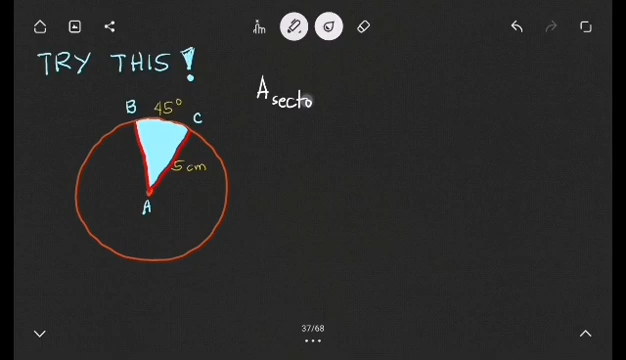 TRY THIS!
A secto
B 45° C
5 cm
A
37/68